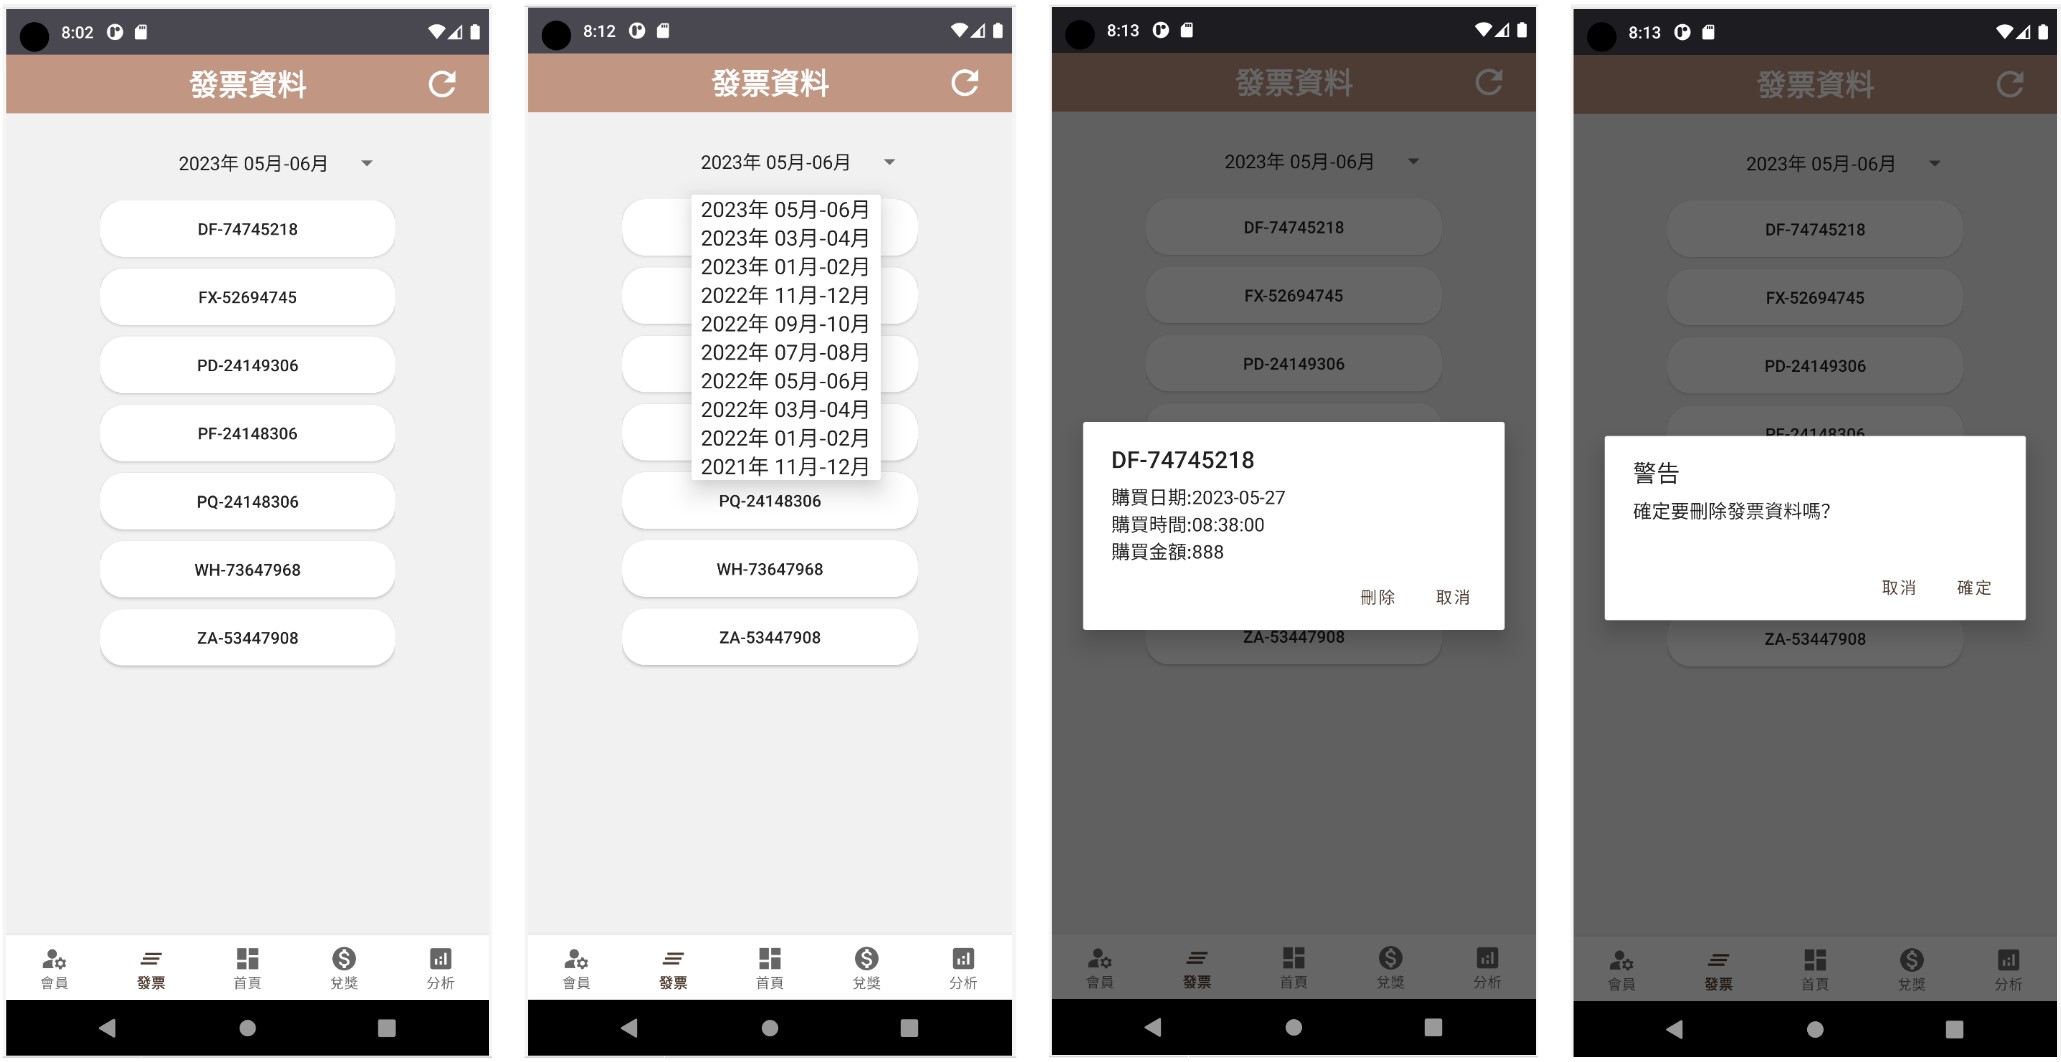 8:02
發票資料
2023年 05月-06月
DF-74745218
FX-52694745
PD-24149306
PF-24148306
PQ-24148306
WH-73647968
ZA-53447908
會員 發票 首頁 兌獎 分析
8:12
發票資料
2023年 05月-06月
2023年 05月-06月
2023年 03月-04月
2023年 01月-02月
2022年 11月-12月
2022年 09月-10月
2022年 07月-08月
2022年 05月-06月
2022年 03月-04月
2022年 01月-02月
2021年 11月-12月
PQ-24148306
WH-73647968
ZA-53447908
會員 發票 首頁 兌獎 分析
8:13
發票資料
2023年 05月-06月
DF-74745218
FX-52694745
PD-24149306
DF-74745218
購買日期:2023-05-27
購買時間:08:38:00
購買金額:888
刪除 取消
ZA-53447908
會員 發票 首頁 兌獎 分析
8:13
發票資料
2023年 05月-06月
DF-74745218
FX-52694745
PD-24149306
PF-24148306
警告
確定要刪除發票資料嗎?
取消 確定
ZA-53447908
會員 發票 首頁 兌獎 分析